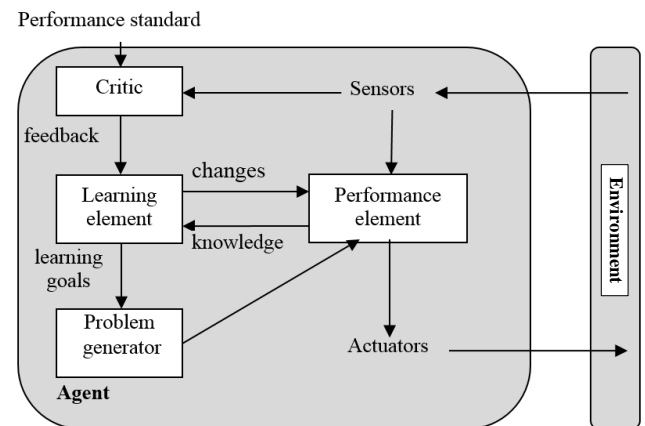 Performance standard
Critic
Sensors
feedback
changes
Learning
element
Performance
element
knowledge
learning
goals
Problem
generator
Actuators
Agent
Environment